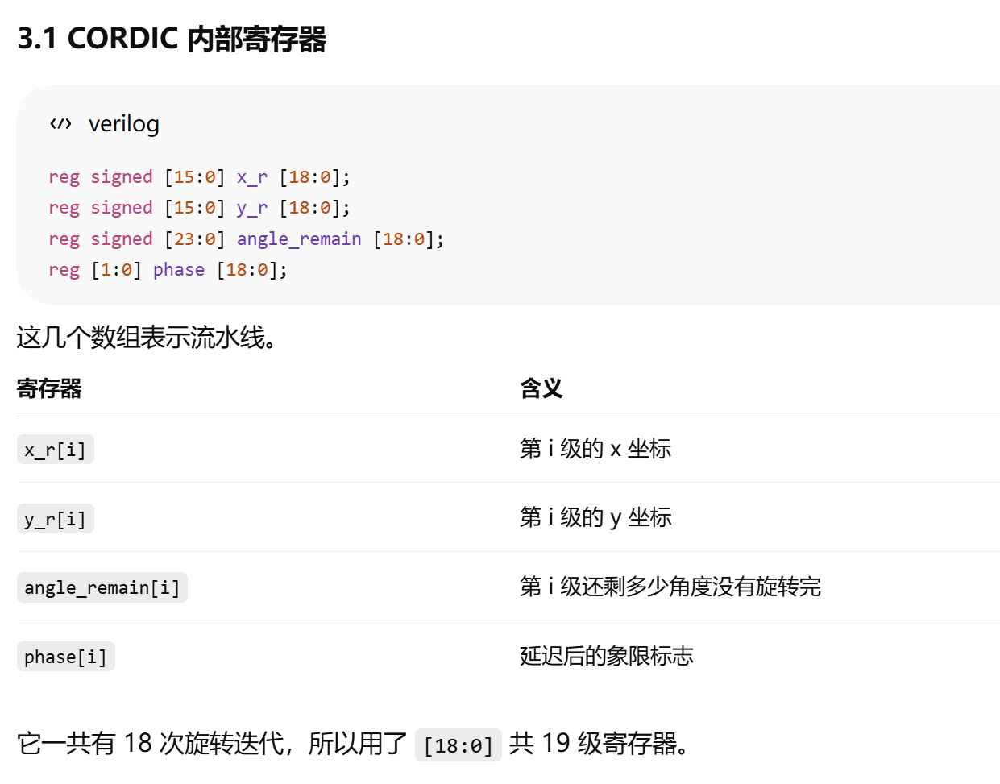 3.1 CORDIC 内部寄存器
</> verilog
reg signed [15:0] x_r [18:0];
reg signed [15:0] y_r [18:0];
reg signed [23:0] angle_remain [18:0];
reg [1:0] phase [18:0];
这几个数组表示流水线。
寄存器 含义
x_r[i] 第 i 级的 x 坐标
y_r[i] 第 i 级的 y 坐标
angle_remain[i] 第 i 级还剩多少角度没有旋转完
phase[i] 延迟后的象限标志
它一共有 18 次旋转迭代，所以用了 [18:0] 共 19 级寄存器。